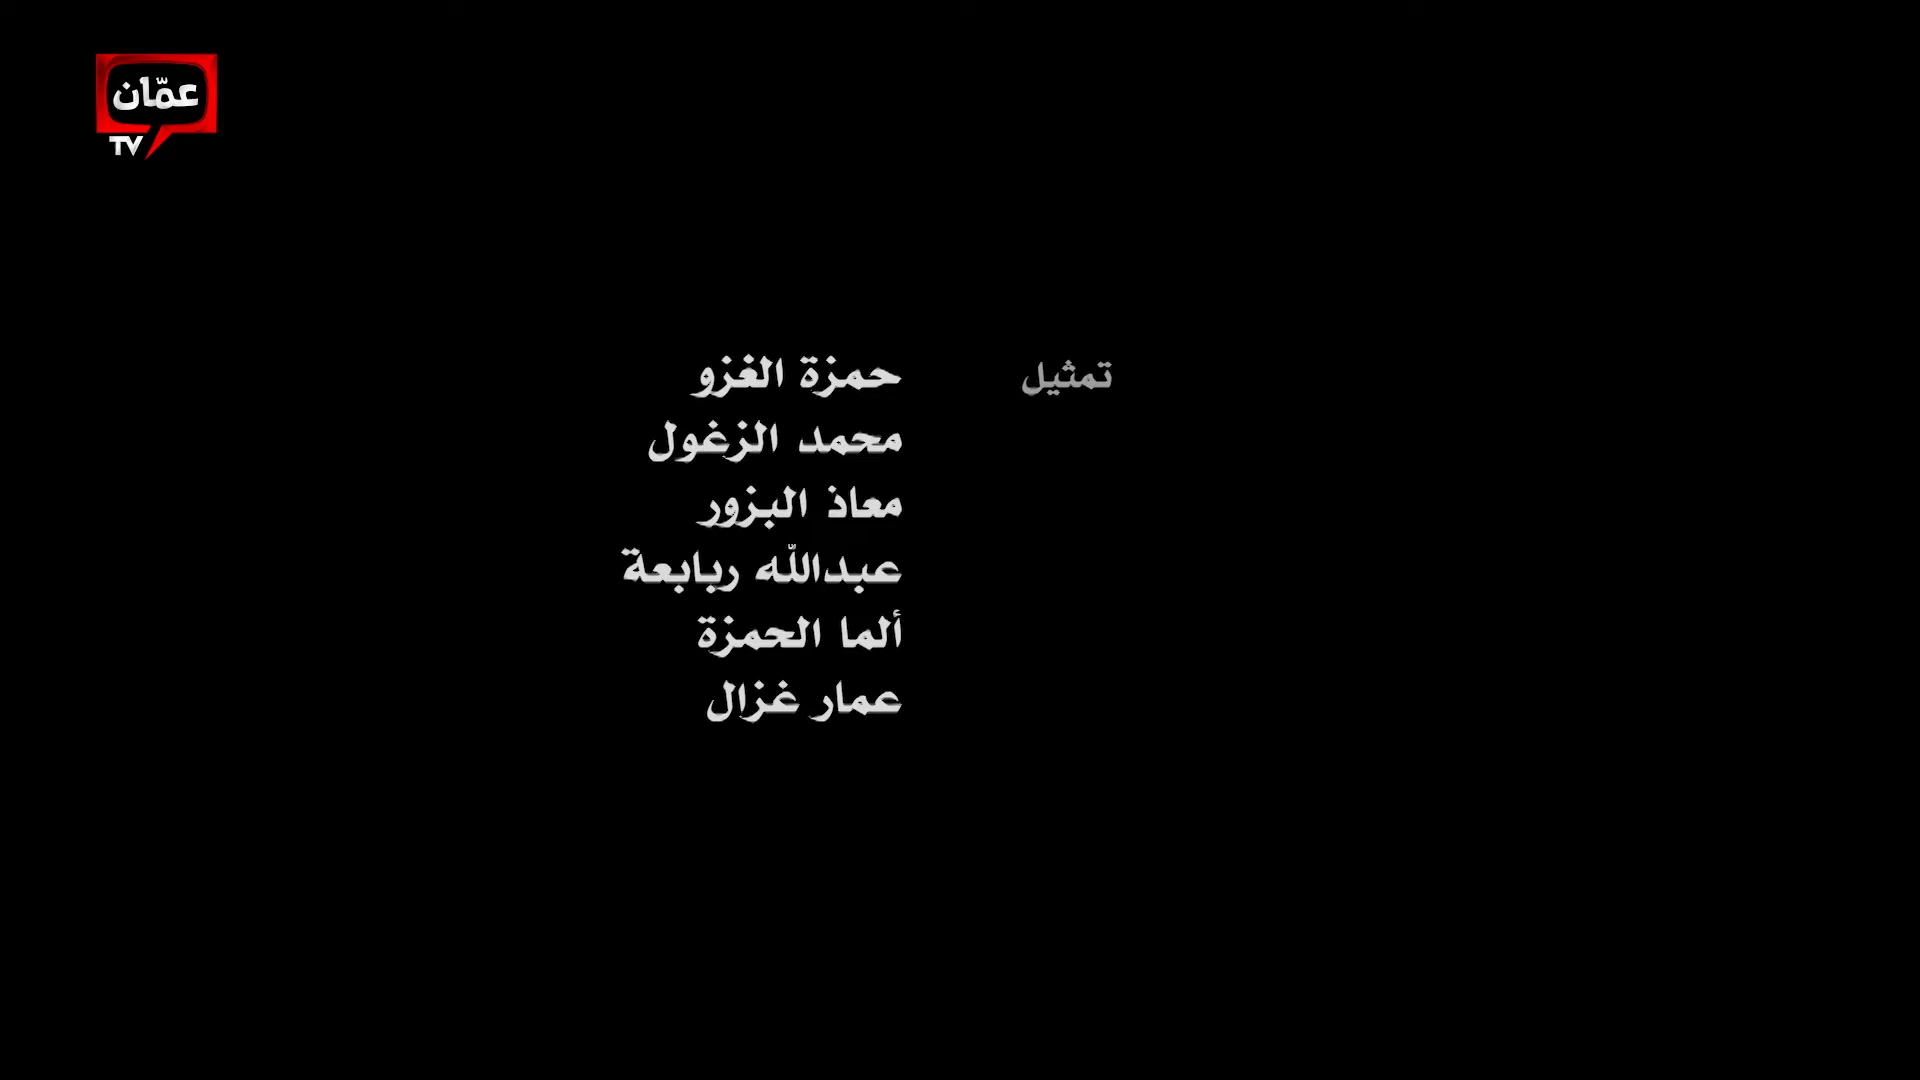 عمّان
TV
تمثيل حمزة الغزو
محمد الزغول
معاذ البزور
عبدالله ربابعة
ألما الحمزة
عمار غزال